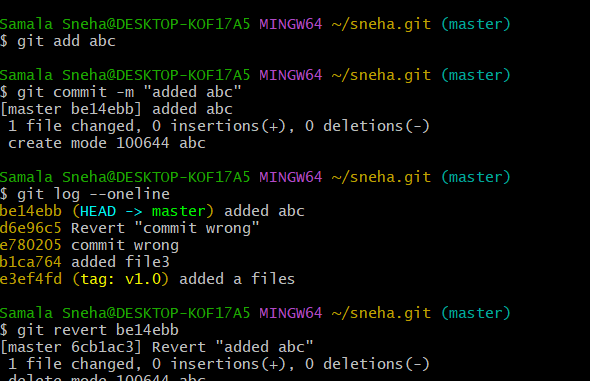 Samala Sneha@DESKTOP-KOF17A5 MINGW64 ~/sneha.git (master)
$ git add abc
Samala Sneha@DESKTOP-KOF17A5 MINGW64 ~/sneha.git (master)
$ git commit -m "added abc"
[master be14ebb] added abc
 1 file changed, 0 insertions(+), 0 deletions(-)
 create mode 100644 abc
Samala Sneha@DESKTOP-KOF17A5 MINGW64 ~/sneha.git (master)
$ git log --oneline
be14ebb (HEAD -> master) added abc
d6e96c5 Revert "commit wrong"
e780205 commit wrong
b1ca764 added file3
e3ef4fd (tag: v1.0) added a files
Samala Sneha@DESKTOP-KOF17A5 MINGW64 ~/sneha.git (master)
$ git revert be14ebb
[master 6cb1ac3] Revert "added abc"
 1 file changed, 0 insertions(+), 0 deletions(-)
 delete mode 100644 abc